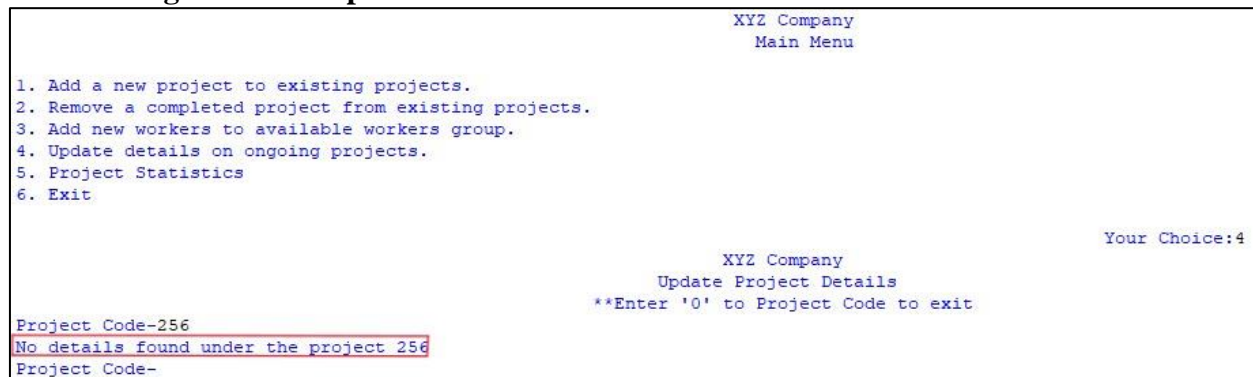 XYZ Company
Main Menu
1. Add a new project to existing projects.
2. Remove a completed project from existing projects.
3. Add new workers to available workers group.
4. Update details on ongoing projects.
5. Project Statistics
6. Exit
Your Choice:4
XYZ Company
Update Project Details
**Enter '0' to Project Code to exit
Project Code-256
No details found under the project 256
Project Code-